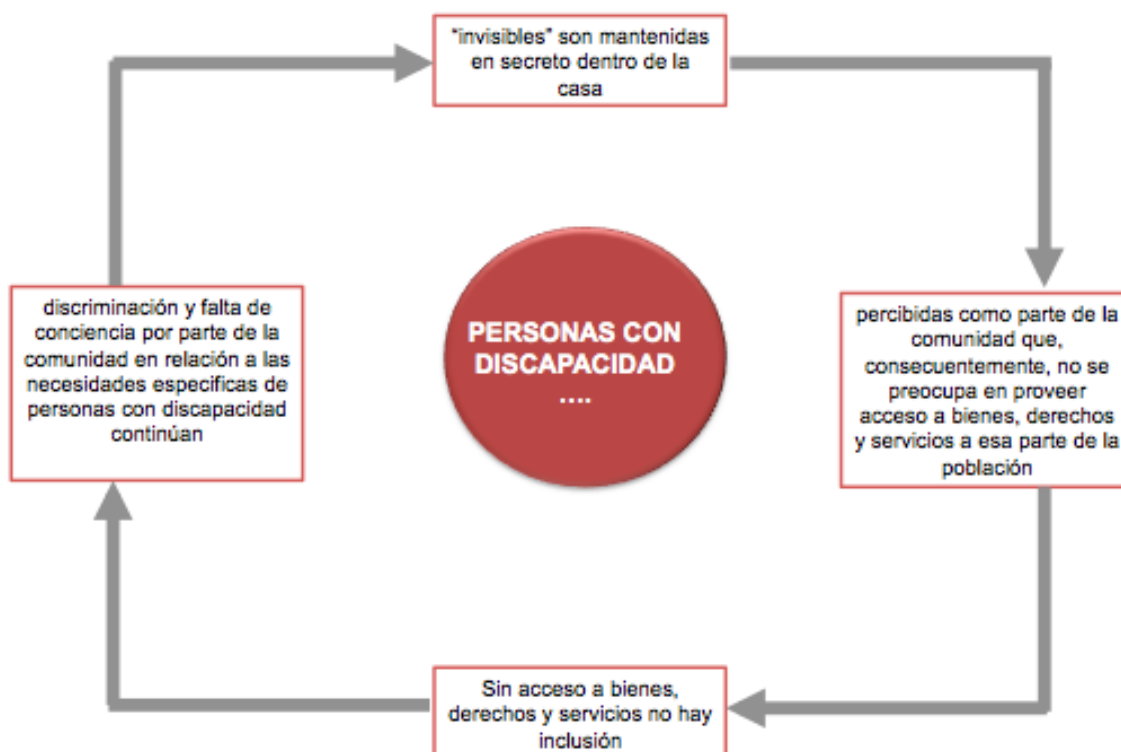 "invisibles" son mantenidas
en secreto dentro de la
casa
PERSONAS CON
DISCAPACIDAD
....
discriminación y falta de
conciencia por parte de la
comunidad en relación a las
necesidades especificas de
personas con discapacidad
continúan
percibidas como parte de la
comunidad que,
consecuentemente, no se
preocupa en proveer
acceso a bienes, derechos
y servicios a esa parte de la
población
Sin acceso a bienes,
derechos y servicios no hay
inclusión